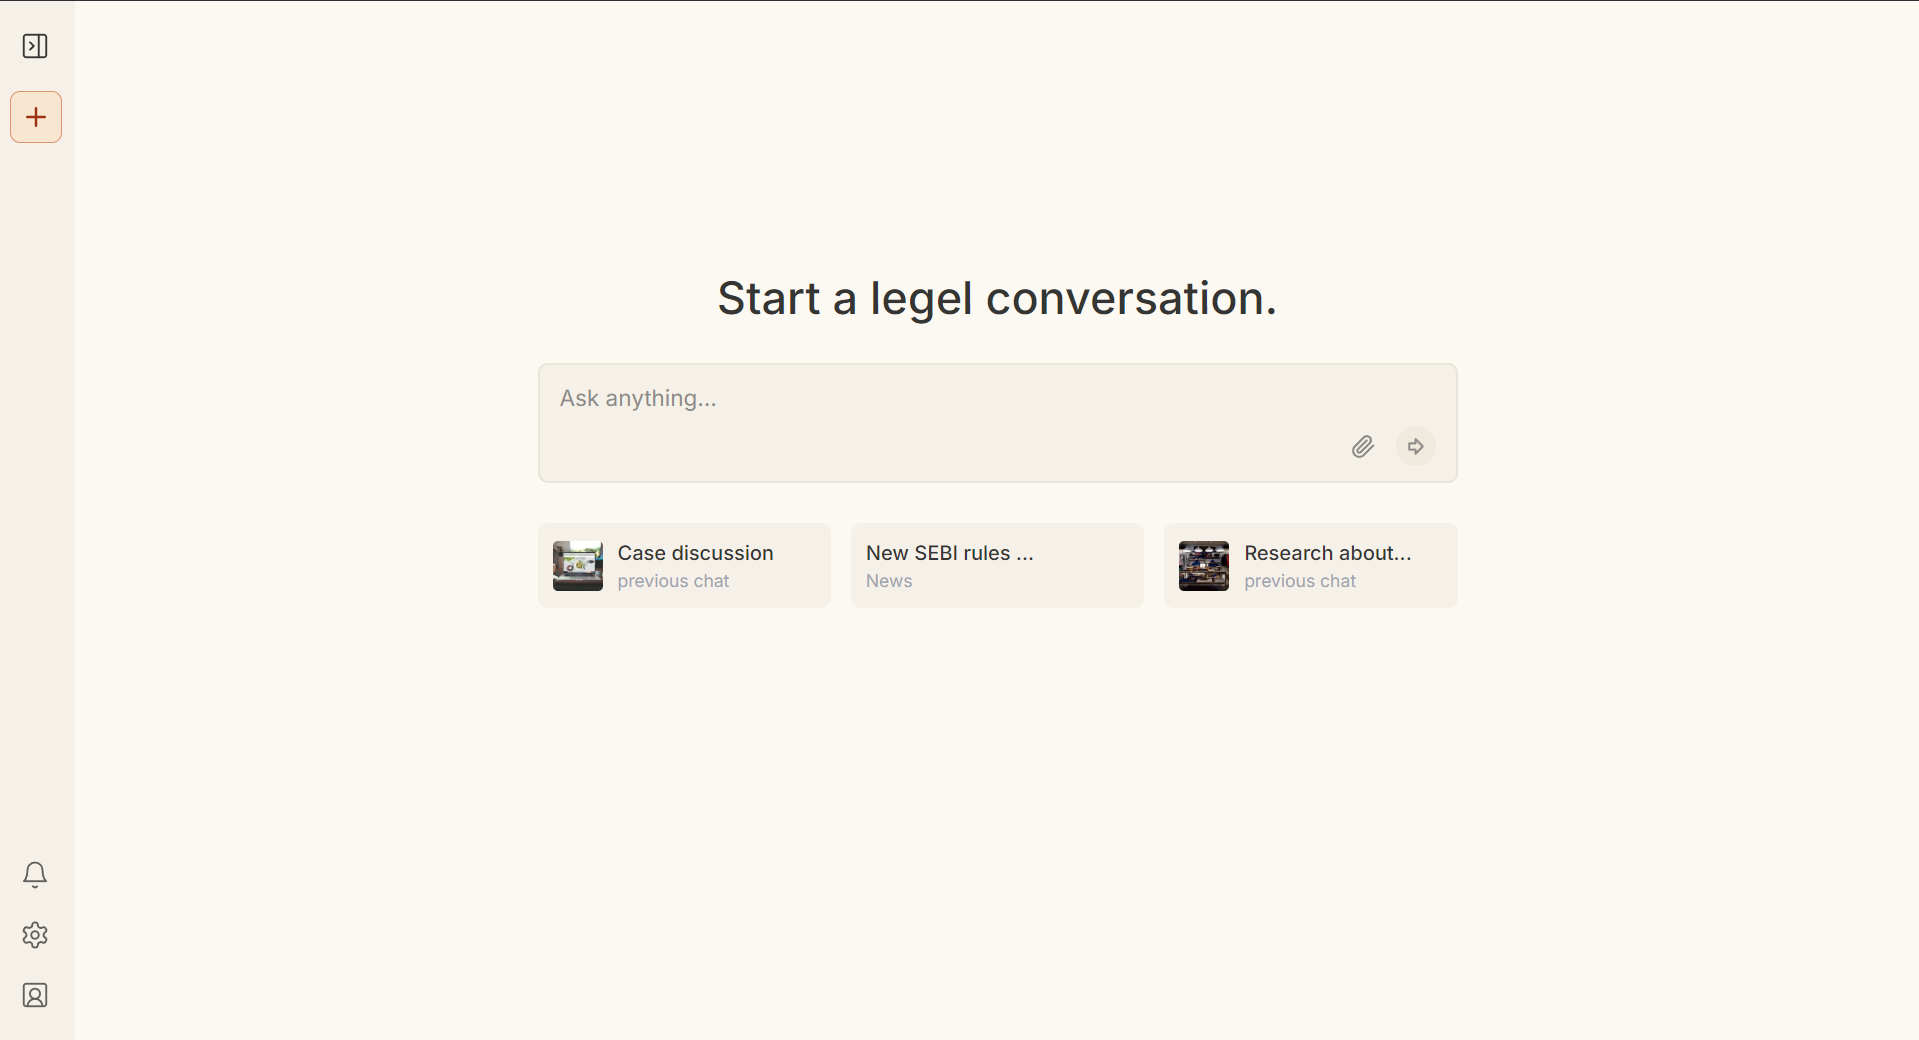 Start a legel conversation.
Ask anything...
Case discussion
previous chat
New SEBI rules ...
News
Research about...
previous chat